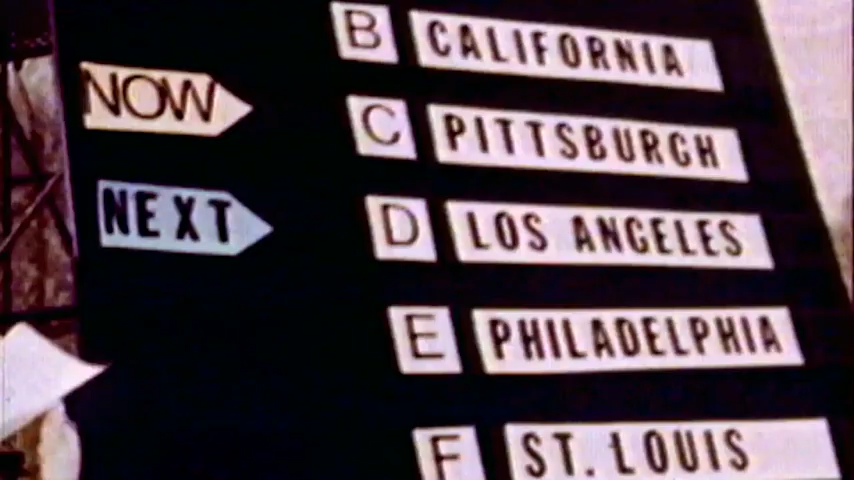 B CALIFORNIA
NOW C PITTSBURGH
NEXT D LOS ANGELES
E PHILADELPHIA
F ST. LOUIS